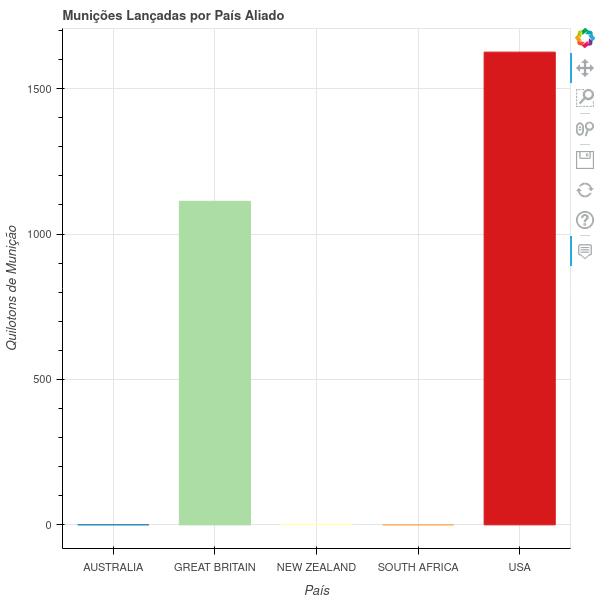 Munições Lançadas por País Aliado
Quilotons de Munição
1500
1000
500
0
AUSTRALIA GREAT BRITAIN NEW ZEALAND SOUTH AFRICA USA
País